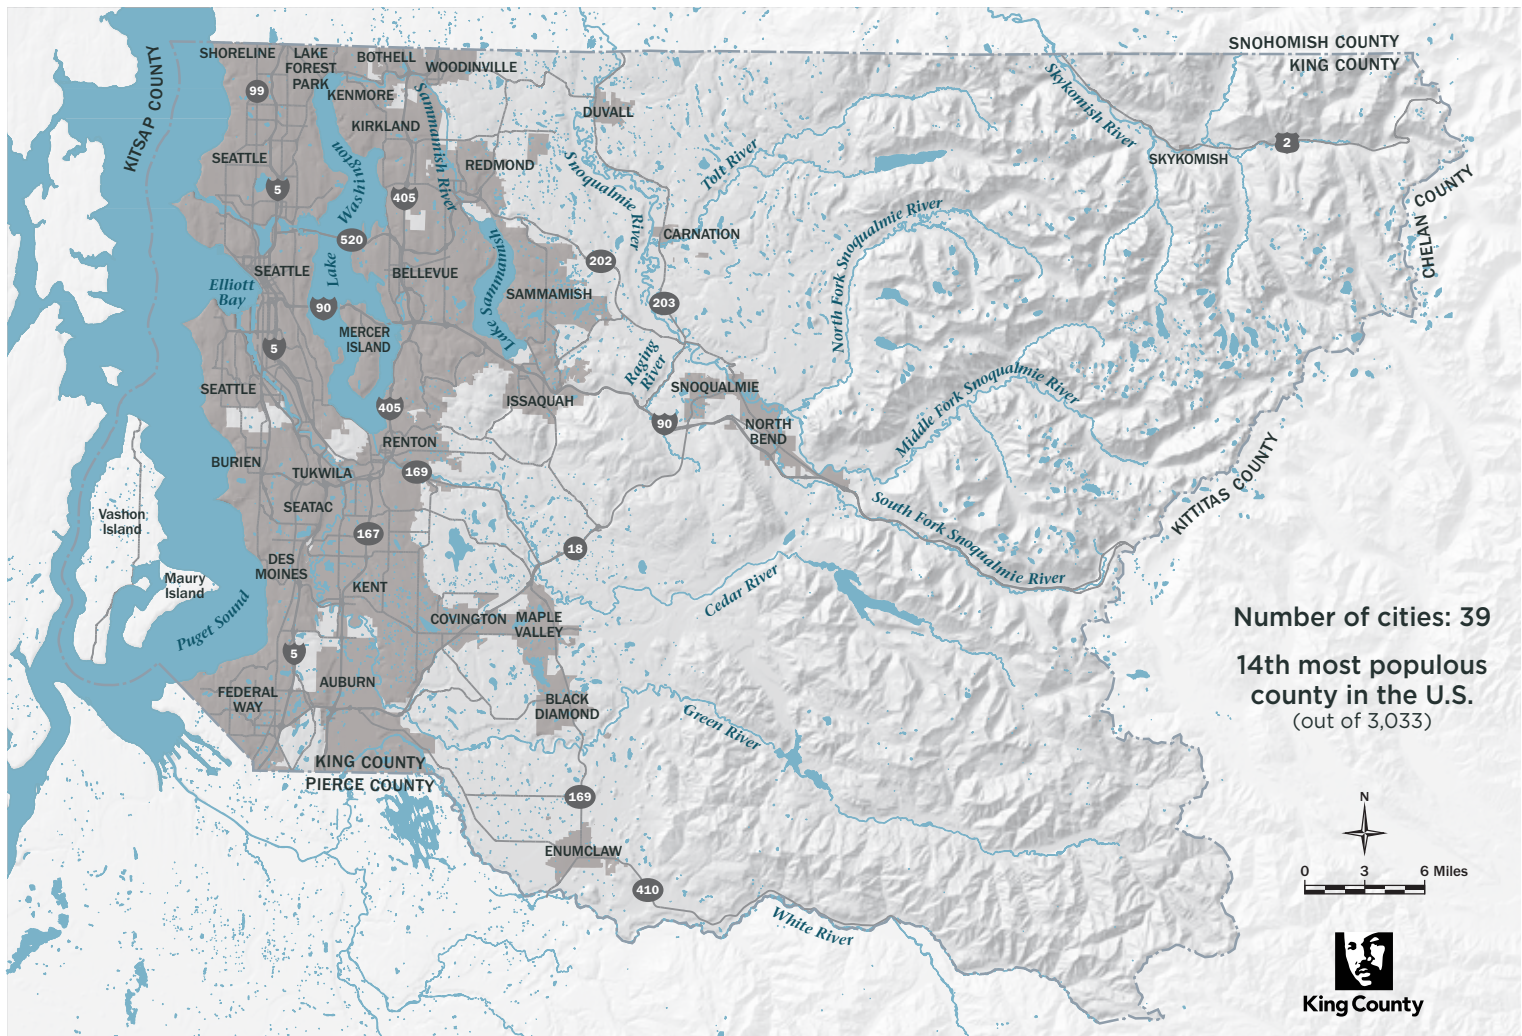 SNOHOMISH COUNTY
KING COUNTY
KITSAP COUNTY
SHORELINE
LAKE
FOREST
PARK
BOTHELL
WOODINVILLE
KENMORE
99
KIRKLAND
Sammamish River
DUVALL
Skykomish River
2
SKYKOMISH
CHELAN COUNTY
SEATTLE
5
Lake Washington
405
REDMOND
Snoqualmie River
Tolt River
520
CARNATION
North Fork Snoqualmie River
SEATTLE
Elliott
Bay
90
BELLEVUE
Lake Sammamish
202
SAMMAMISH
203
MERCER
ISLAND
5
Raging
River
SEATTLE
405
ISSAQUAH
SNOQUALMIE
90
NORTH
BEND
Middle Fork Snoqualmie River
RENTON
BURIEN
TUKWILA
169
KITTITAS COUNTY
SEATAC
South Fork Snoqualmie River
Vashon
Island
167
18
DES
MOINES
Maury
Island
KENT
Cedar River
Puget Sound
COVINGTON
MAPLE
VALLEY
Number of cities: 39
14th most populous
county in the U.S.
(out of 3,033)
5
FEDERAL
WAY
AUBURN
BLACK
DIAMOND
Green River
KING COUNTY
PIERCE COUNTY
169
ENUMCLAW
410
White River
N
0 3 6 Miles
King County